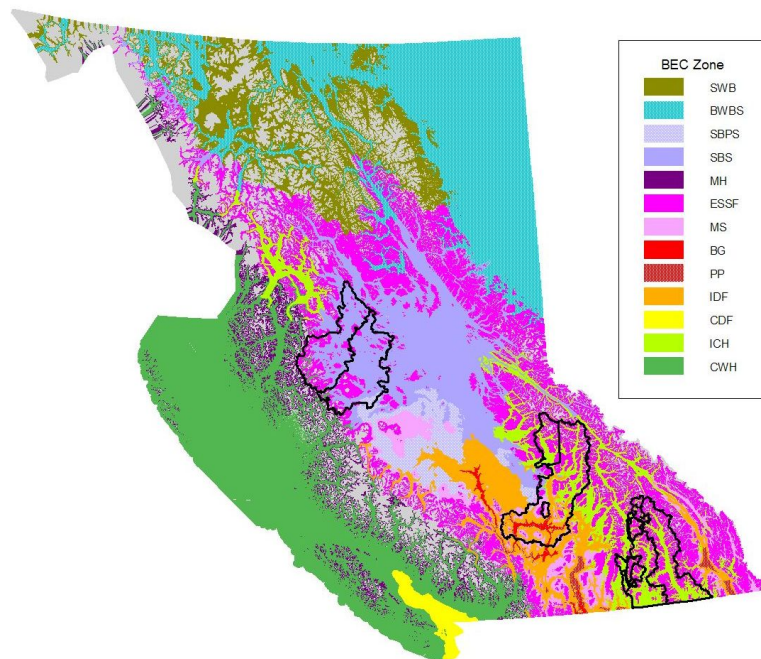 BEC Zone
SWB
BWBS
SBPS
SBS
MH
ESSF
MS
BG
PP
IDF
CDF
ICH
CWH